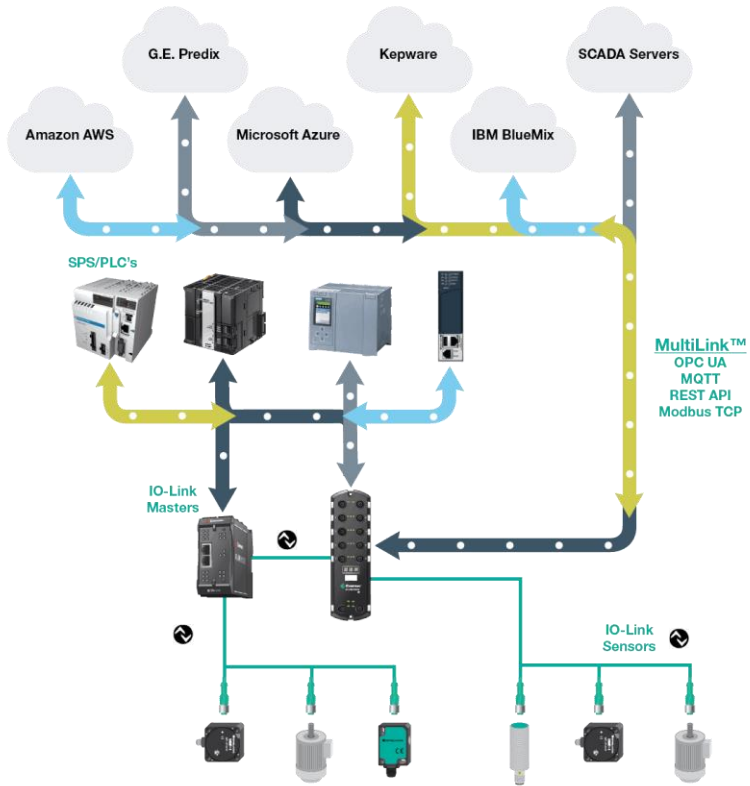 G.E. Predix
Kepware
SCADA Servers
Amazon AWS
Microsoft Azure
IBM BlueMix
SPS/PLC's
MultiLink™
OPC UA
MQTT
REST API
Modbus TCP
IO-Link
Masters
IO-Link
Sensors